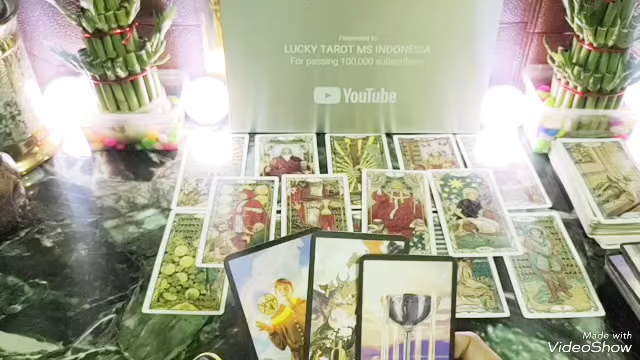 Presented to
LUCKY TAROT MS INDONESIA
For passing 100,000 subscribers
YouTube
Made with
VideoShow